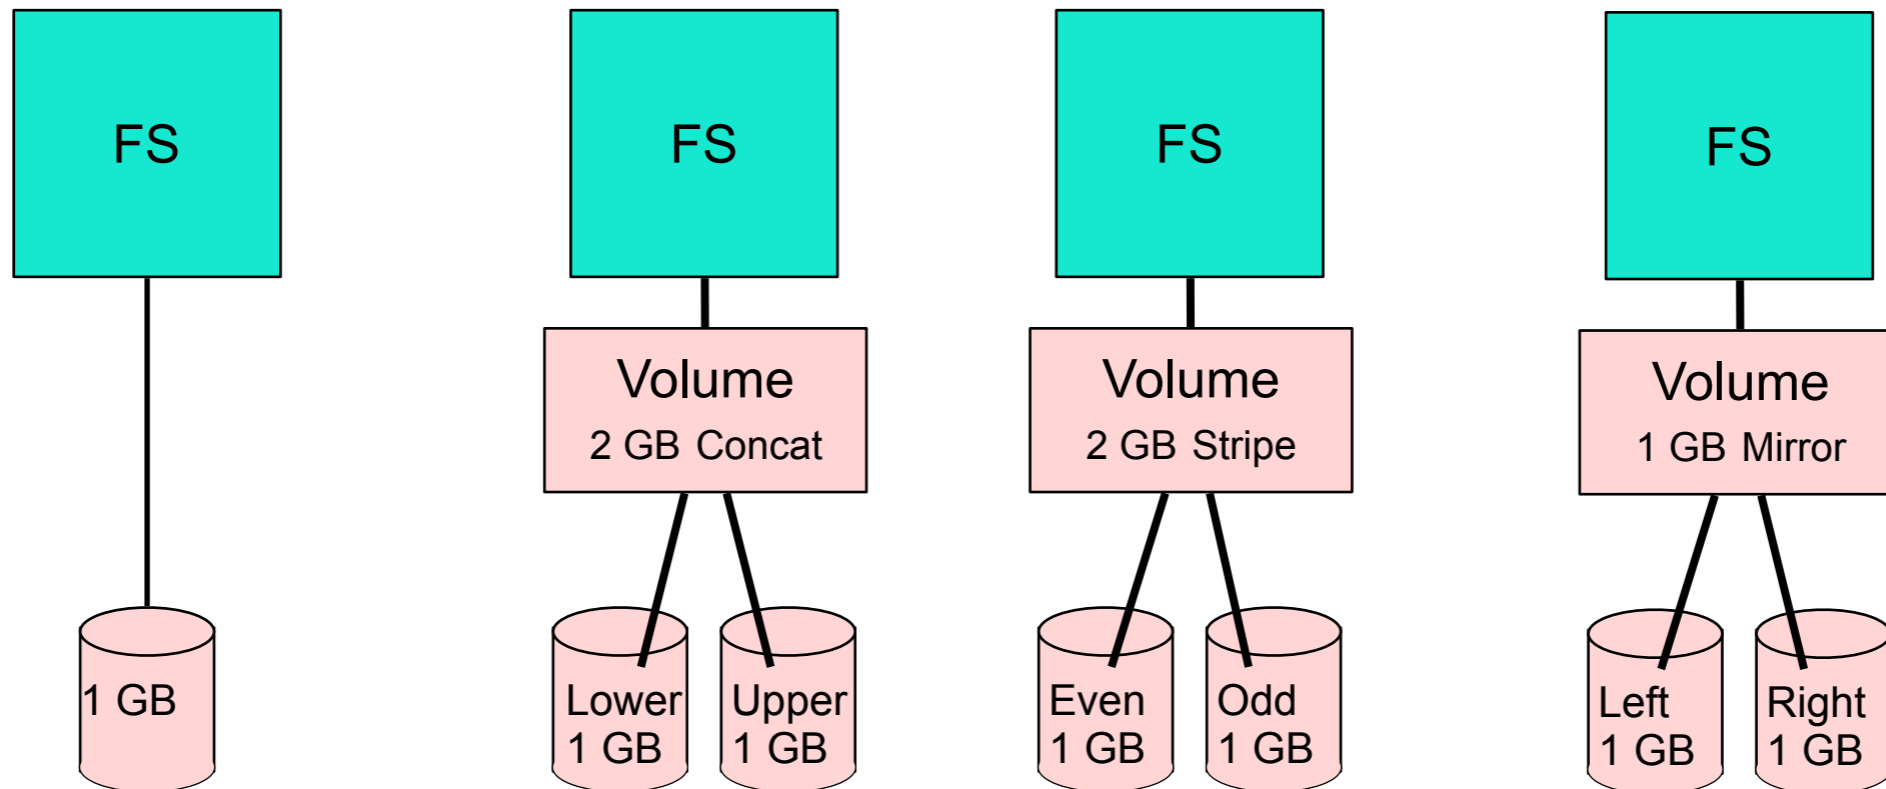 FS
FS
FS
FS
Volume
2 GB Concat
Volume
2 GB Stripe
Volume
1 GB Mirror
1 GB
Lower
1 GB
Upper
1 GB
Even
1 GB
Odd
1 GB
Left
1 GB
Right
1 GB